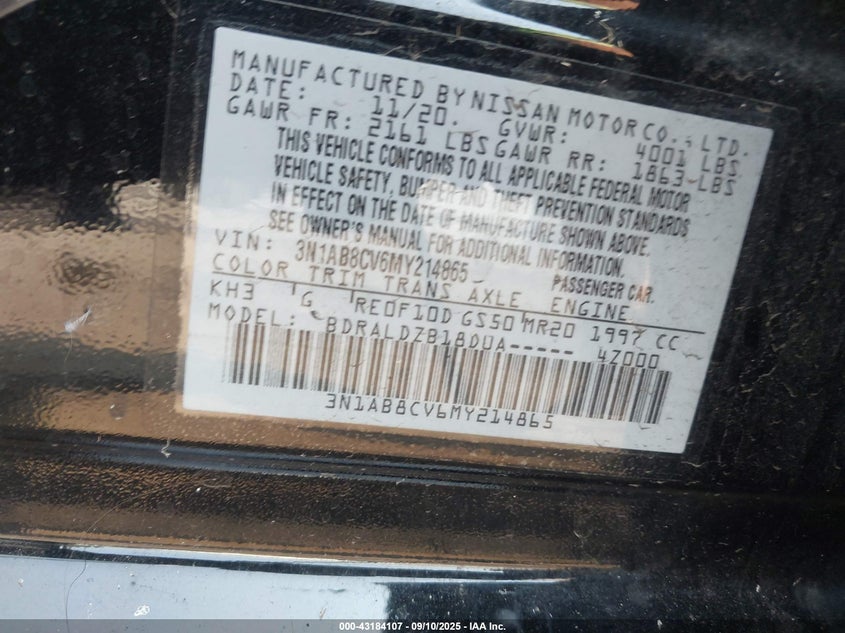 MANUFACTURED BY NISSAN MOTOR CO., LTD.
DATE: 11/20. GVWR: 4001 LBS
GAWR FR: 2161 LBS GAWR RR: 1863 LBS
THIS VEHICLE CONFORMS TO ALL APPLICABLE FEDERAL MOTOR
VEHICLE SAFETY, BUMPER AND THEFT PREVENTION STANDARDS
IN EFFECT ON THE DATE OF MANUFACTURE SHOWN ABOVE.
SEE OWNER'S MANUAL FOR ADDITIONAL INFORMATION.
VIN: 3N1AB8CV6MY214865 PASSENGER CAR.
COLOR TRIM TRANS AXLE ENGINE
KH3 G RE0F10D GS50 MR20 1997 CC
MODEL: BDRALDZB18DUA----- 4Z000
3N1AB8CV6MY214865
000-43184107 - 09/10/2025 - IAA Inc.